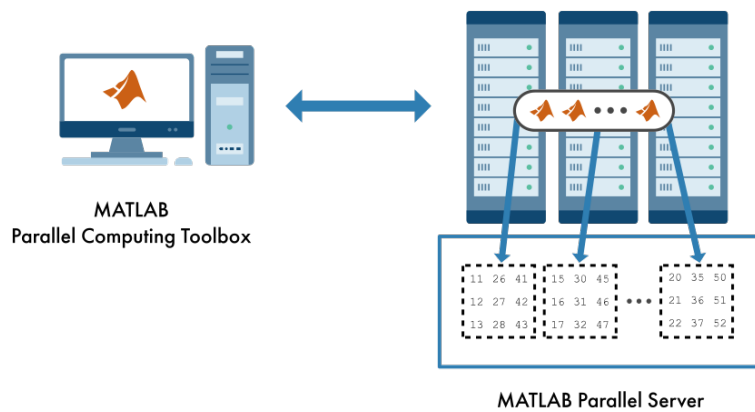 MATLAB
Parallel Computing Toolbox
11 26 41
12 27 42
13 28 43
15 30 45
16 31 46
17 32 47
20 35 50
21 36 51
22 37 52
MATLAB Parallel Server